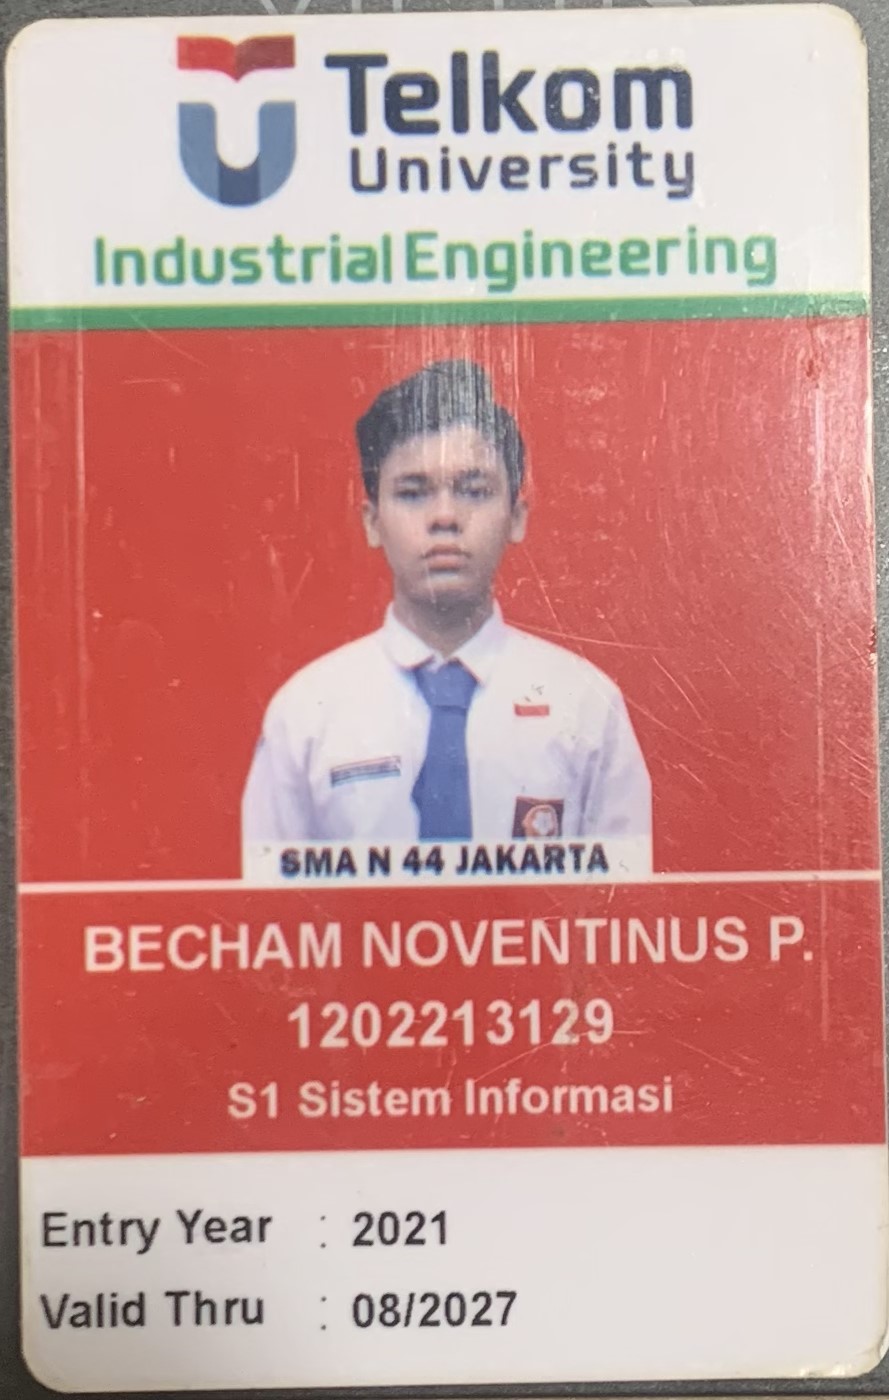 Telkom
University
Industrial Engineering
SMA N 44 JAKARTA
BECHAM NOVENTINUS P.
1202213129
S1 Sistem Informasi
Entry Year : 2021
Valid Thru : 08/2027